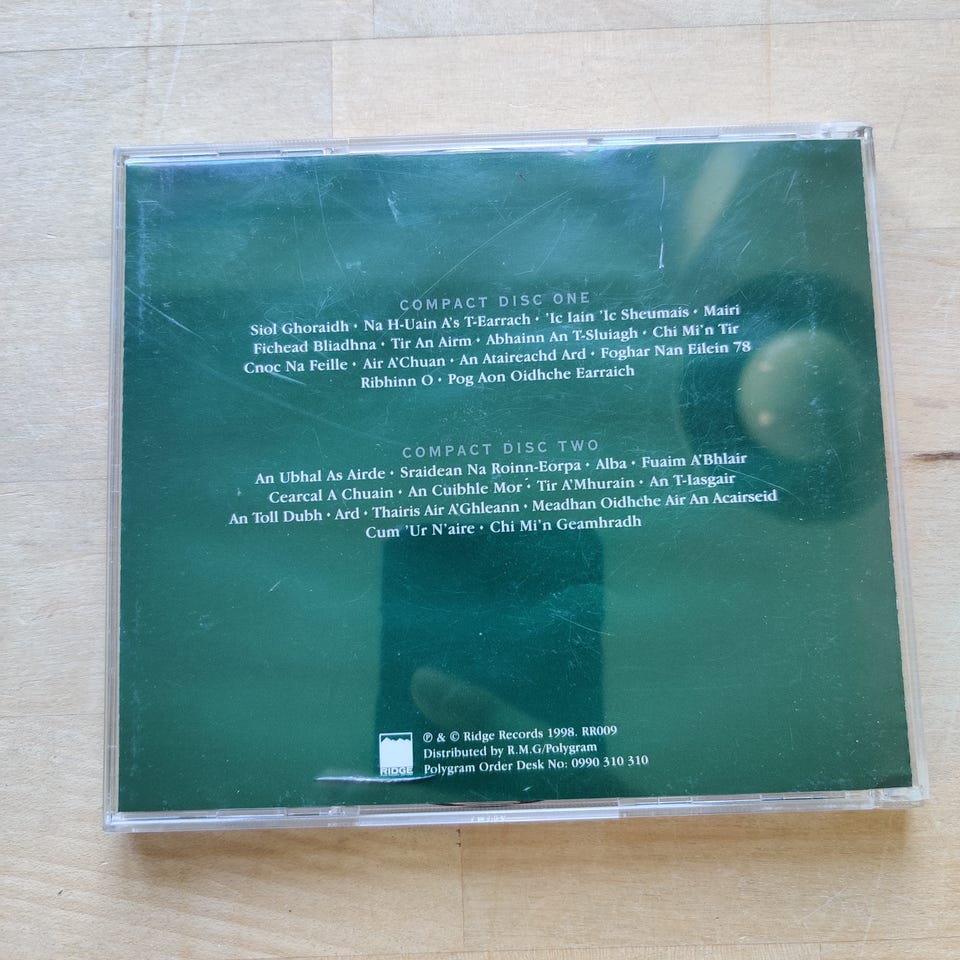 COMPACT DISC ONE
Siol Ghoraidh · Na H-Uain A's T-Earrach · 'Ic Iain 'Ic Sheumais · Mairi
Fichead Bliadhna · Tir An Airm · Abhainn An T-Sluiagh · Chi Mi'n Tir
Cnoc Na Feille · Air A'Chuan · An Ataireachd Ard · Foghar Nan Eilein 78
Ribhinn O · Pog Aon Oidhche Earraich
COMPACT DISC TWO
An Ubhal As Airde · Sraidean Na Roinn-Eorpa · Alba · Fuaim A'Bhlair
Cearcal A Chuain · An Cuibhle Mor · Tir A'Mhurain · An T-Iasgair
An Toll Dubh · Ard · Thairis Air A'Ghleann · Meadhan Oidhche Air An Acairseid
Cum 'Ur N'aire · Chi Mi'n Geamhradh
℗ & © Ridge Records 1998. RR009
Distributed by R.M.G/Polygram
RIDGE Polygram Order Desk No: 0990 310 310